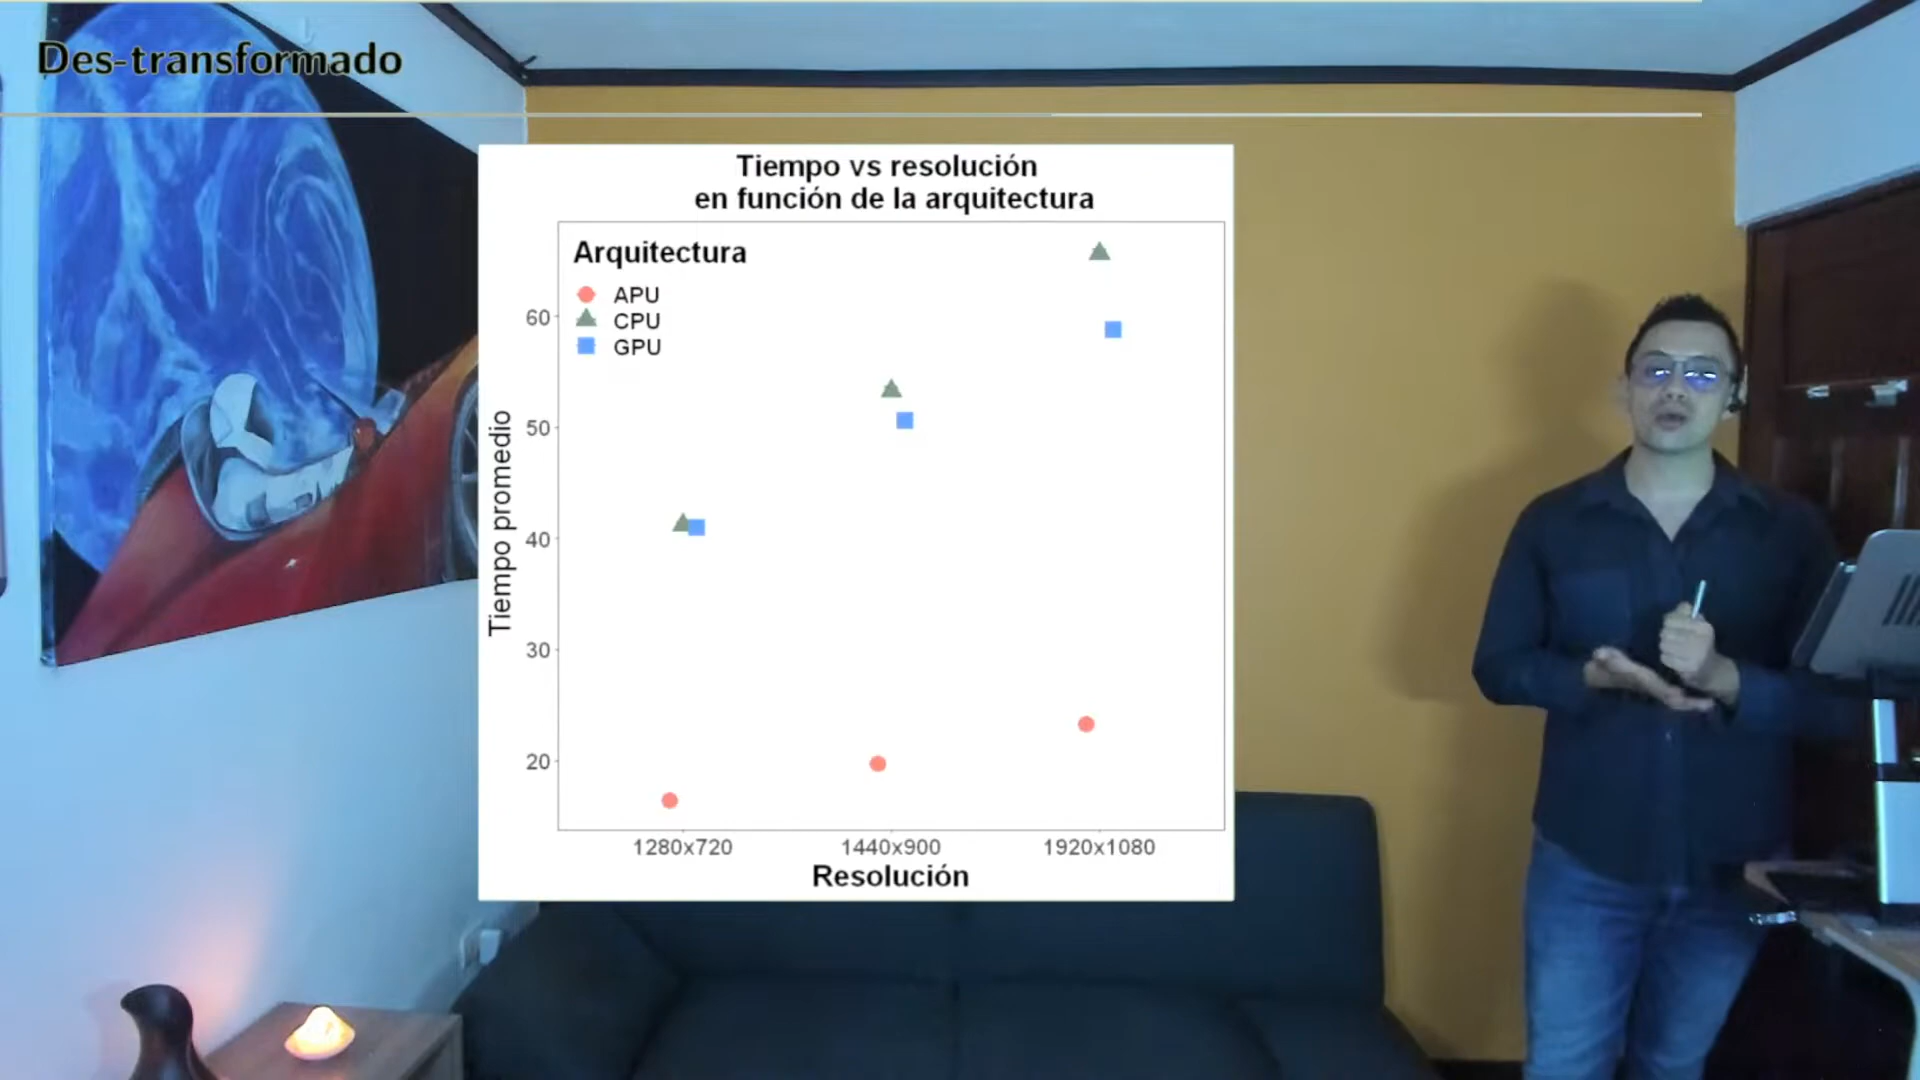 Des-transformado
Tiempo vs resolución
en función de la arquitectura
Arquitectura
APU
CPU
GPU
60
50
40
30
20
Tiempo promedio
1280x720
1440x900
1920x1080
Resolución